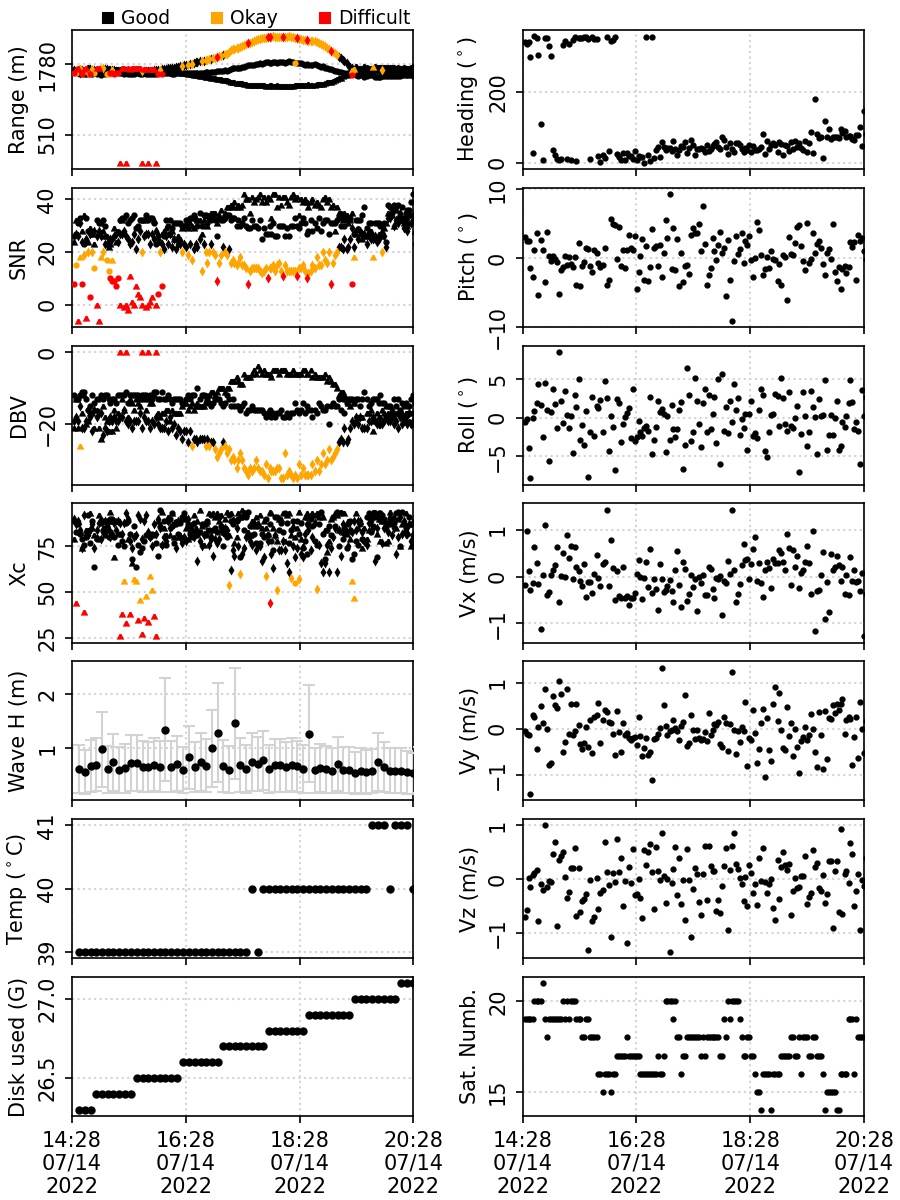 Good Okay Difficult
Range (m)
1780
510
Heading (°)
200
0
SNR
40
20
0
Pitch (°)
10
0
−10
DBV
0
−20
Roll (°)
5
0
−5
Xc
75
50
25
Vx (m/s)
1
0
−1
Wave H (m)
2
1
Vy (m/s)
1
0
−1
Temp (°C)
41
40
39
Vz (m/s)
1
0
−1
Disk used (G)
27.0
26.5
Sat. Numb.
20
15
14:28 16:28 18:28 20:28 14:28 16:28 18:28 20:28
07/14 07/14 07/14 07/14 07/14 07/14 07/14 07/14
2022 2022 2022 2022 2022 2022 2022 2022